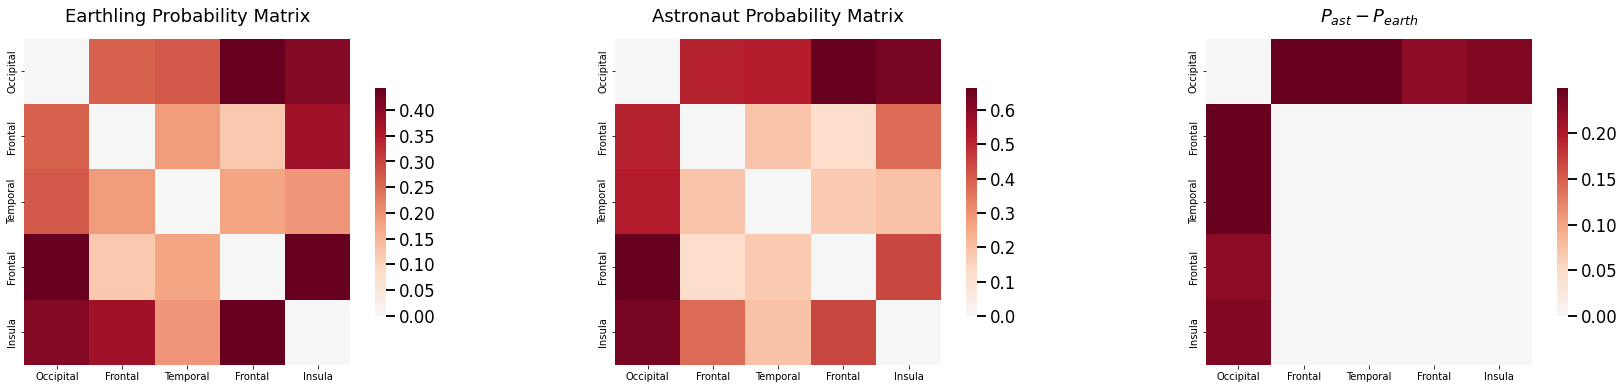 Earthling Probability Matrix
Occipital
Frontal
Temporal
Frontal
Insula
Occipital Frontal Temporal Frontal Insula
0.40
0.35
0.30
0.25
0.20
0.15
0.10
0.05
0.00
Astronaut Probability Matrix
Occipital
Frontal
Temporal
Frontal
Insula
Occipital Frontal Temporal Frontal Insula
0.6
0.5
0.4
0.3
0.2
0.1
0.0
P_ast − P_earth
Occipital
Frontal
Temporal
Frontal
Insula
Occipital Frontal Temporal Frontal Insula
0.20
0.15
0.10
0.05
0.00